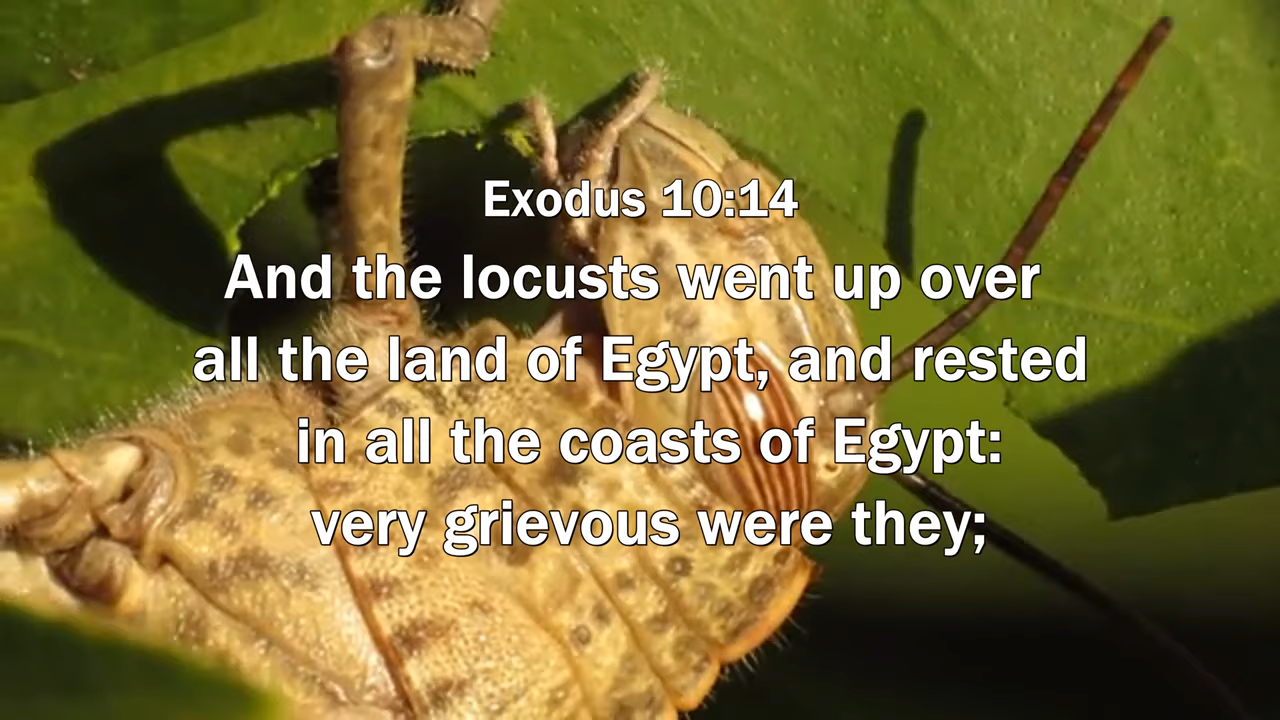 Exodus 10:14
And the locusts went up over
all the land of Egypt, and rested
in all the coasts of Egypt:
very grievous were they;